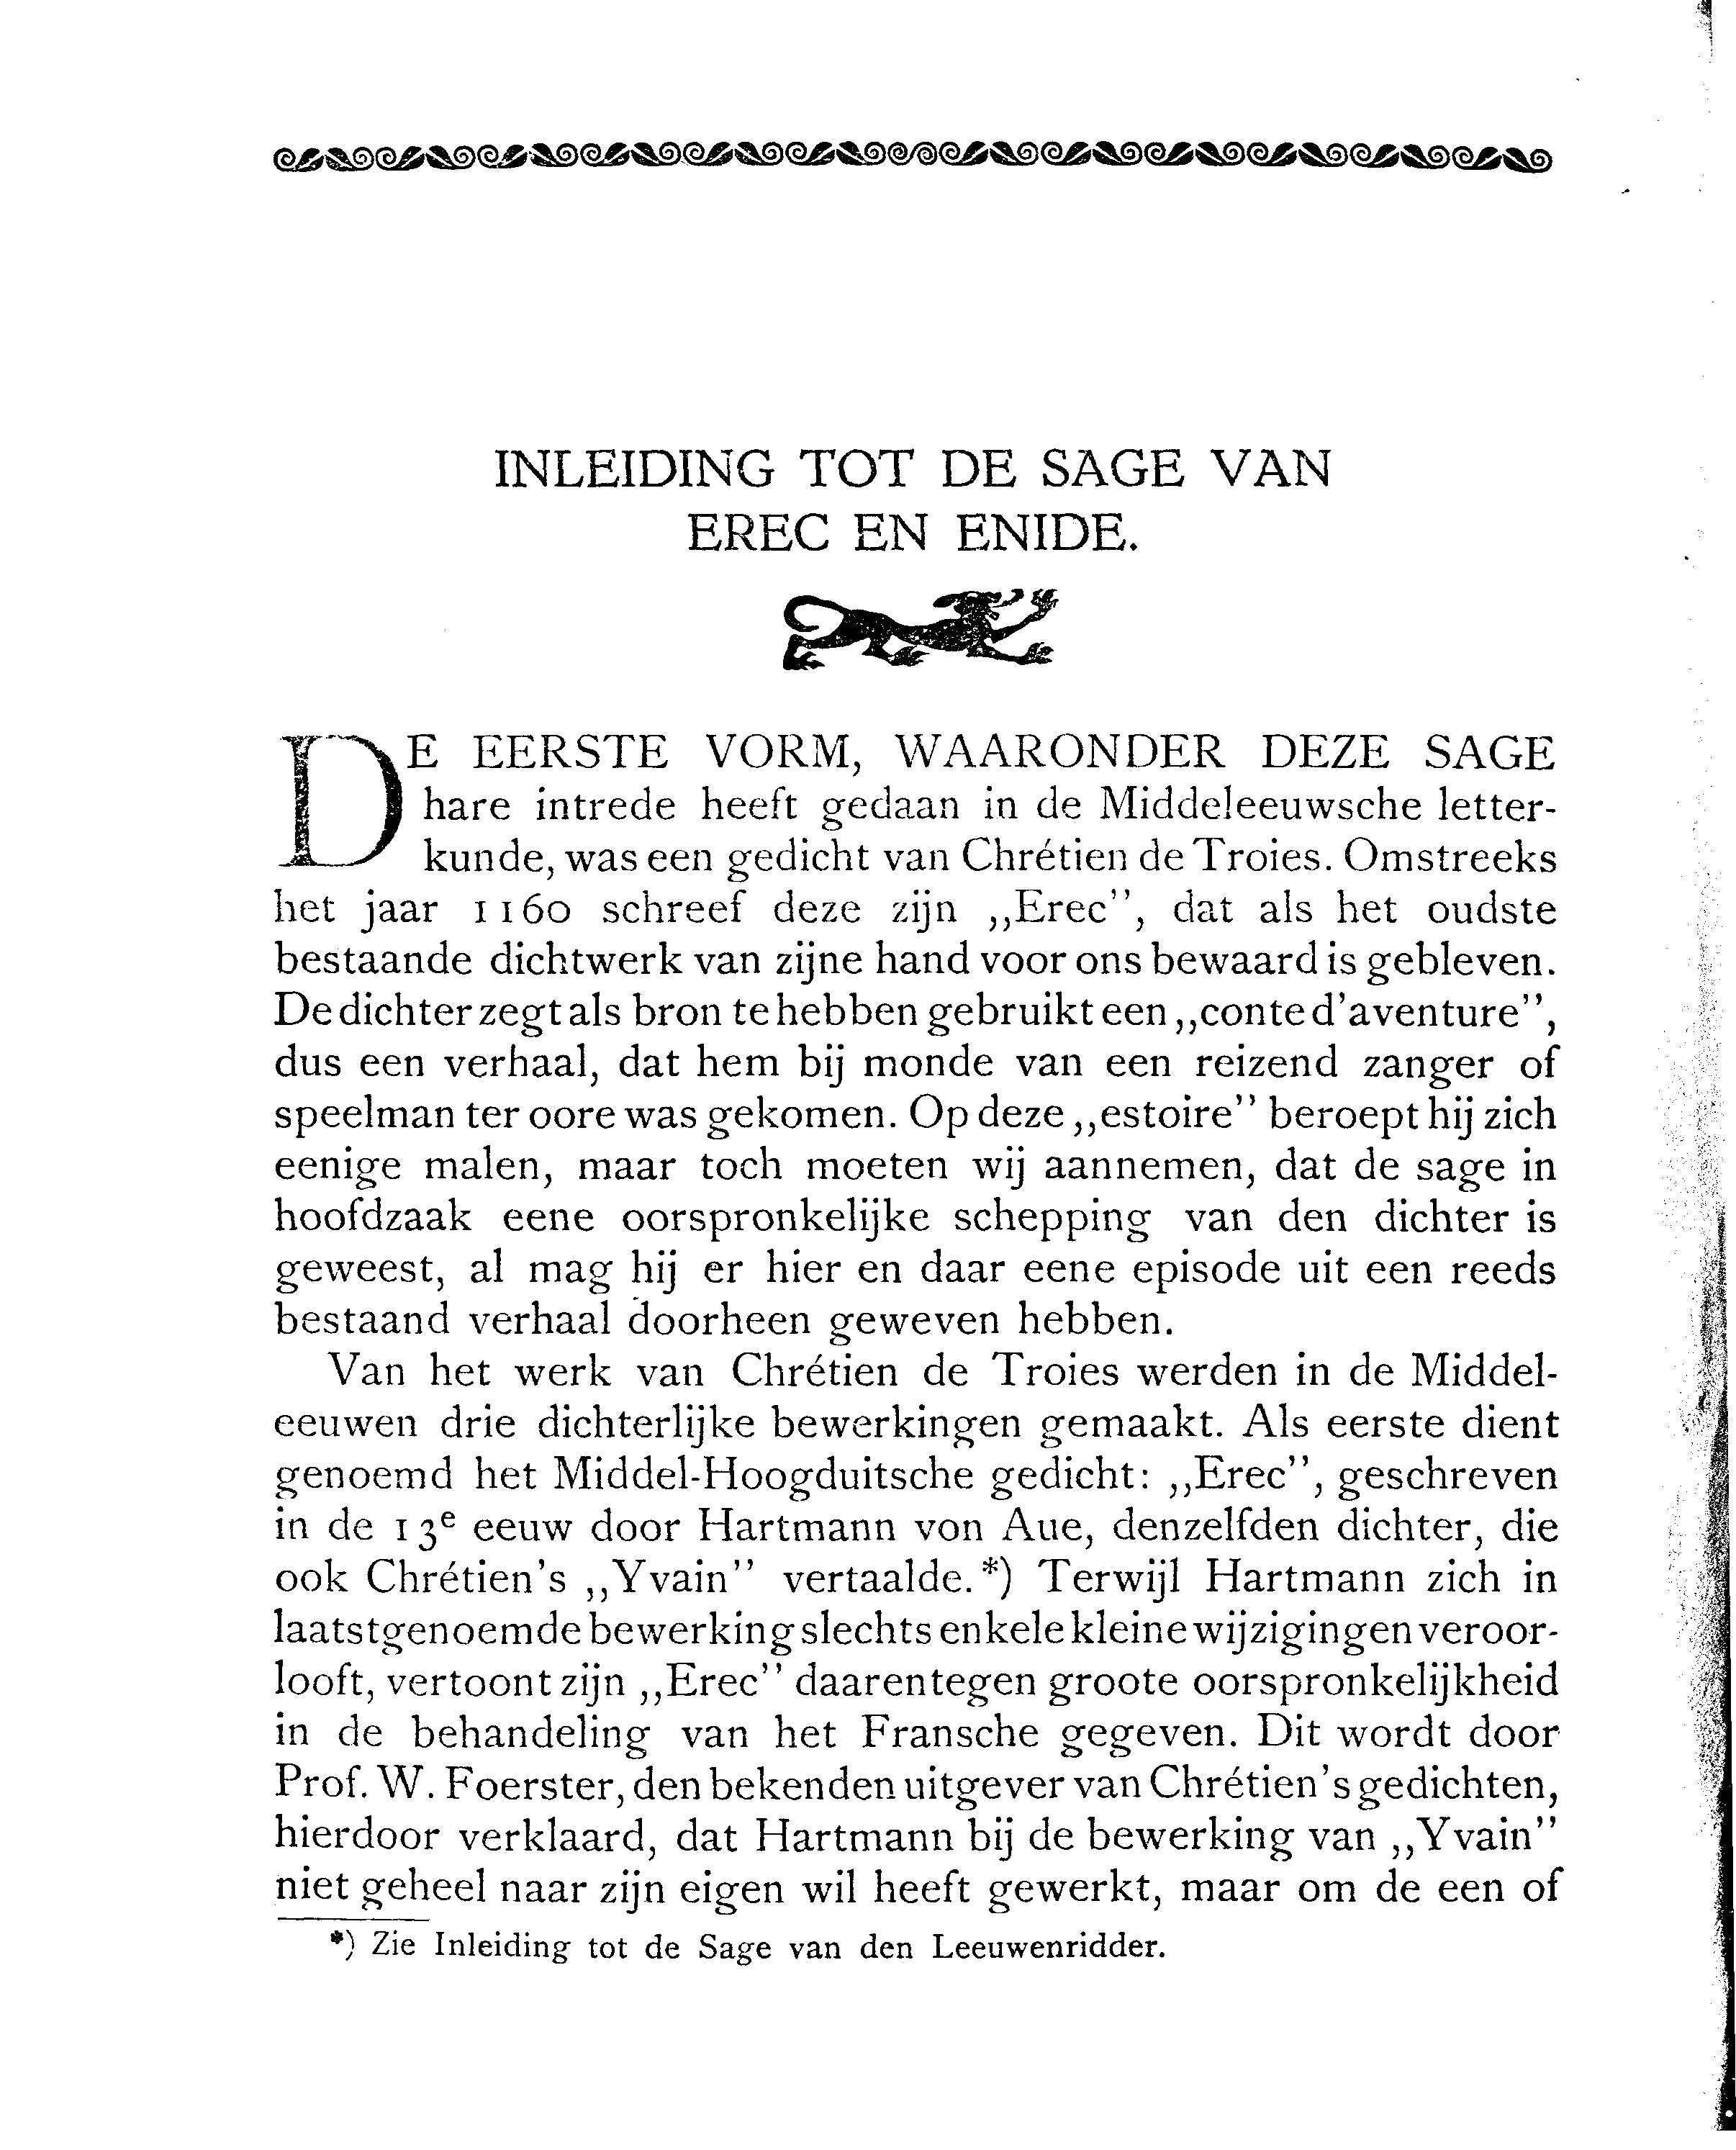 INLEIDING TOT DE SAGE VAN
EREC EN ENIDE.
DE EERSTE VORM, WAARONDER DEZE SAGE
hare intrede heeft gedaan in de Middeleeuwsche letter-
kunde, was een gedicht van Chrétien de Troies. Omstreeks
het jaar 1160 schreef deze zijn ,,Erec'', dat als het oudste
bestaande dichtwerk van zijne hand voor ons bewaard is gebleven.
De dichter zegt als bron te hebben gebruikt een ,,conte d'aventure'',
dus een verhaal, dat hem bij monde van een reizend zanger of
speelman ter oore was gekomen. Op deze ,,estoire'' beroept hij zich
eenige malen, maar toch moeten wij aannemen, dat de sage in
hoofdzaak eene oorspronkelijke schepping van den dichter is
geweest, al mag hij er hier en daar eene episode uit een reeds
bestaand verhaal doorheen geweven hebben.
Van het werk van Chrétien de Troies werden in de Middel-
eeuwen drie dichterlijke bewerkingen gemaakt. Als eerste dient
genoemd het Middel-Hoogduitsche gedicht: ,,Erec'', geschreven
in de 13e eeuw door Hartmann von Aue, denzelfden dichter, die
ook Chrétien's ,,Yvain'' vertaalde.*) Terwijl Hartmann zich in
laatstgenoemde bewerking slechts enkele kleine wijzigingen veroor-
looft, vertoont zijn ,,Erec'' daarentegen groote oorspronkelijkheid
in de behandeling van het Fransche gegeven. Dit wordt door
Prof. W. Foerster, den bekenden uitgever van Chrétien's gedichten,
hierdoor verklaard, dat Hartmann bij de bewerking van ,,Yvain''
niet geheel naar zijn eigen wil heeft gewerkt, maar om de een of
*) Zie Inleiding tot de Sage van den Leeuwenridder.